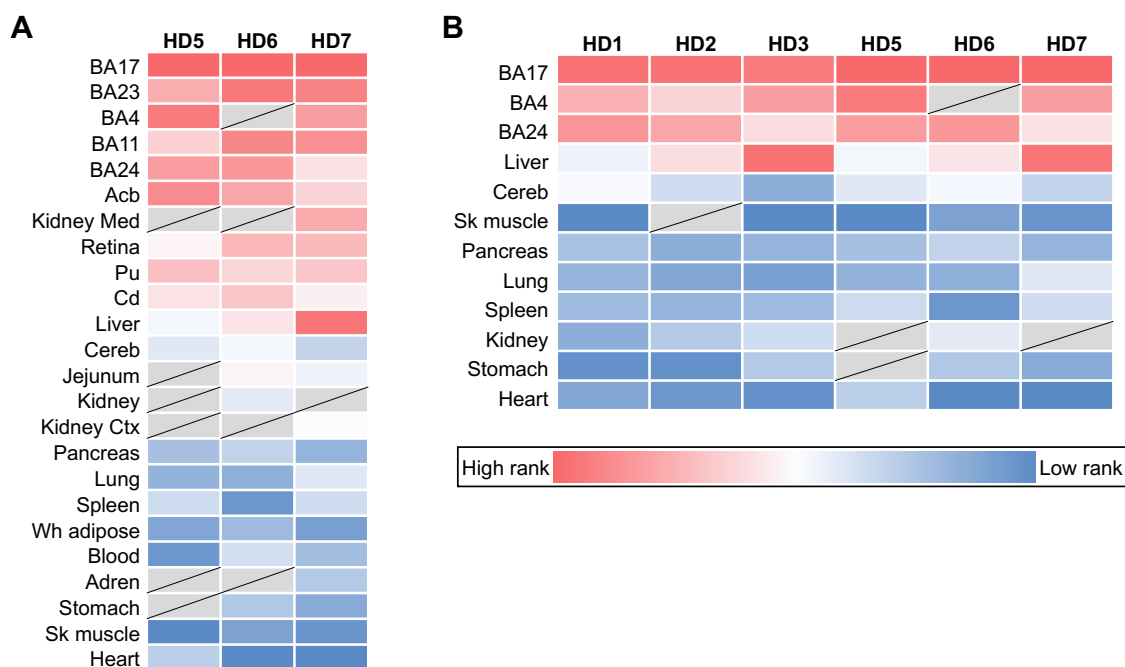 A
HD5 HD6 HD7
BA17
BA23
BA4
BA11
BA24
Acb
Kidney Med
Retina
Pu
Cd
Liver
Cereb
Jejunum
Kidney
Kidney Ctx
Pancreas
Lung
Spleen
Wh adipose
Blood
Adren
Stomach
Sk muscle
Heart
B
HD1 HD2 HD3 HD5 HD6 HD7
BA17
BA4
BA24
Liver
Cereb
Sk muscle
Pancreas
Lung
Spleen
Kidney
Stomach
Heart
High rank Low rank